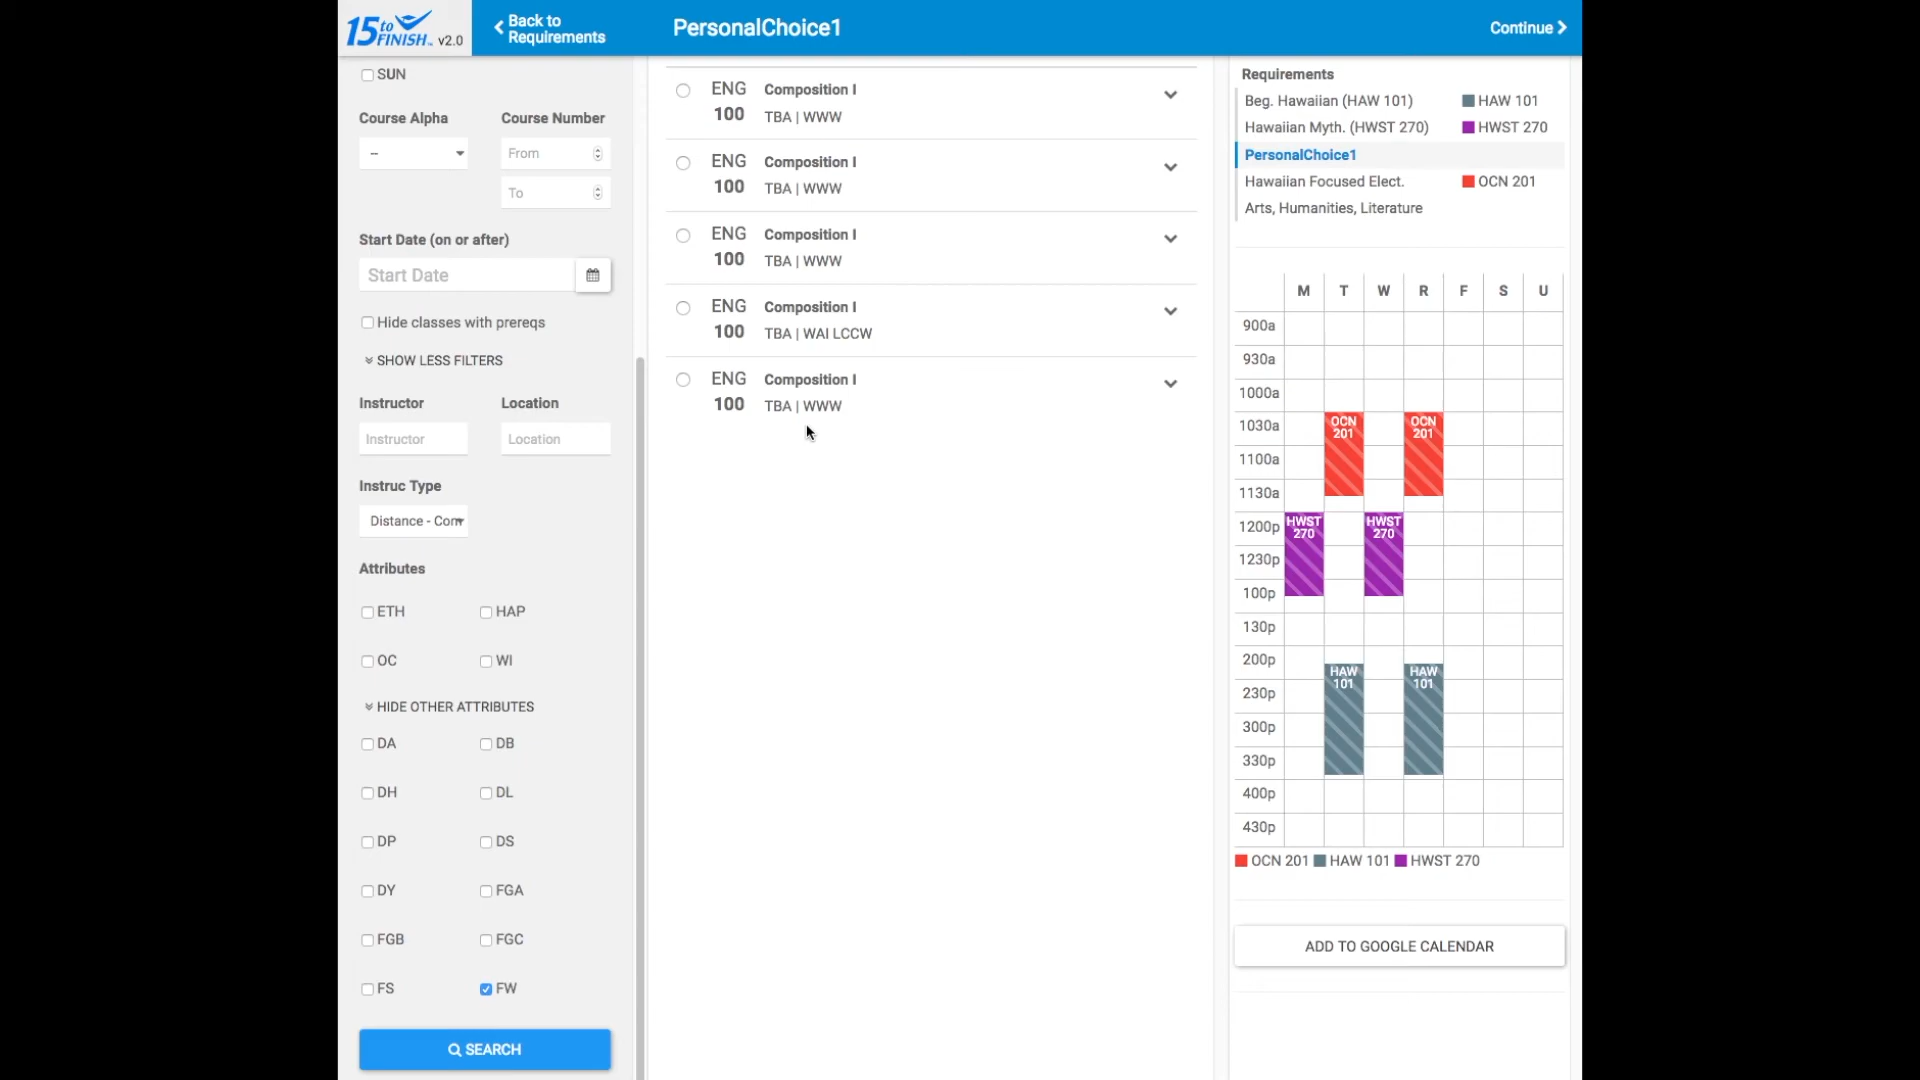 15 to FINISH™ v2.0
Back to Requirements
PersonalChoice1
Continue
SUN
Course Alpha
Course Number
--
From
To
Start Date (on or after)
Start Date
Hide classes with prereqs
SHOW LESS FILTERS
Instructor
Location
Instructor
Location
Instruc Type
Distance - Com
Attributes
ETH
HAP
OC
WI
HIDE OTHER ATTRIBUTES
DA
DB
DH
DL
DP
DS
DY
FGA
FGB
FGC
FS
FW
SEARCH
ENG 100
Composition I
TBA | WWW
ENG 100
Composition I
TBA | WWW
ENG 100
Composition I
TBA | WWW
ENG 100
Composition I
TBA | WAI LCCW
ENG 100
Composition I
TBA | WWW
Requirements
Beg. Hawaiian (HAW 101) HAW 101
Hawaiian Myth. (HWST 270) HWST 270
PersonalChoice1
Hawaiian Focused Elect. OCN 201
Arts, Humanities, Literature
M T W R F S U
900a
930a
1000a
1030a
OCN 201 OCN 201
1100a
1130a
1200p
HWST 270 HWST 270
1230p
100p
130p
200p
HAW 101 HAW 101
230p
300p
330p
400p
430p
OCN 201 HAW 101 HWST 270
ADD TO GOOGLE CALENDAR